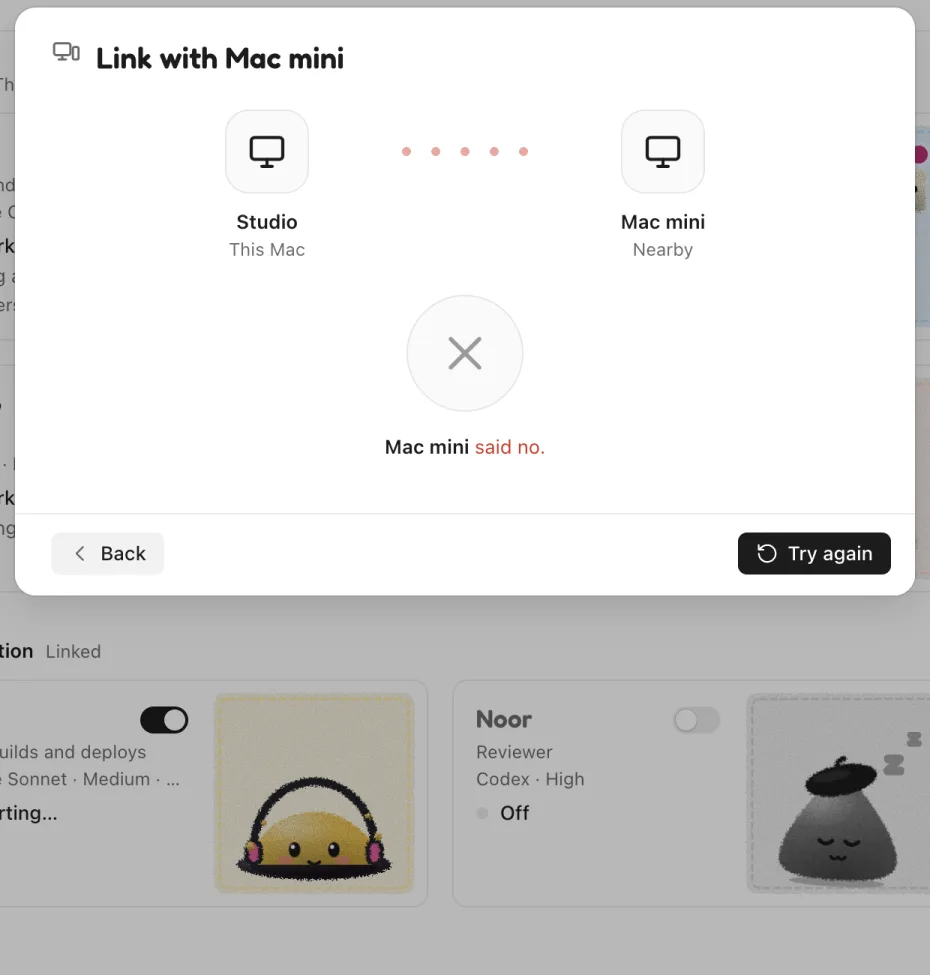 Link with Mac mini
Studio
This Mac
Mac mini
Nearby
Mac mini said no.
Back
Try again
Linked
uilds and deploys
Sonnet · Medium · ...
rting...
Noor
Reviewer
Codex · High
Off